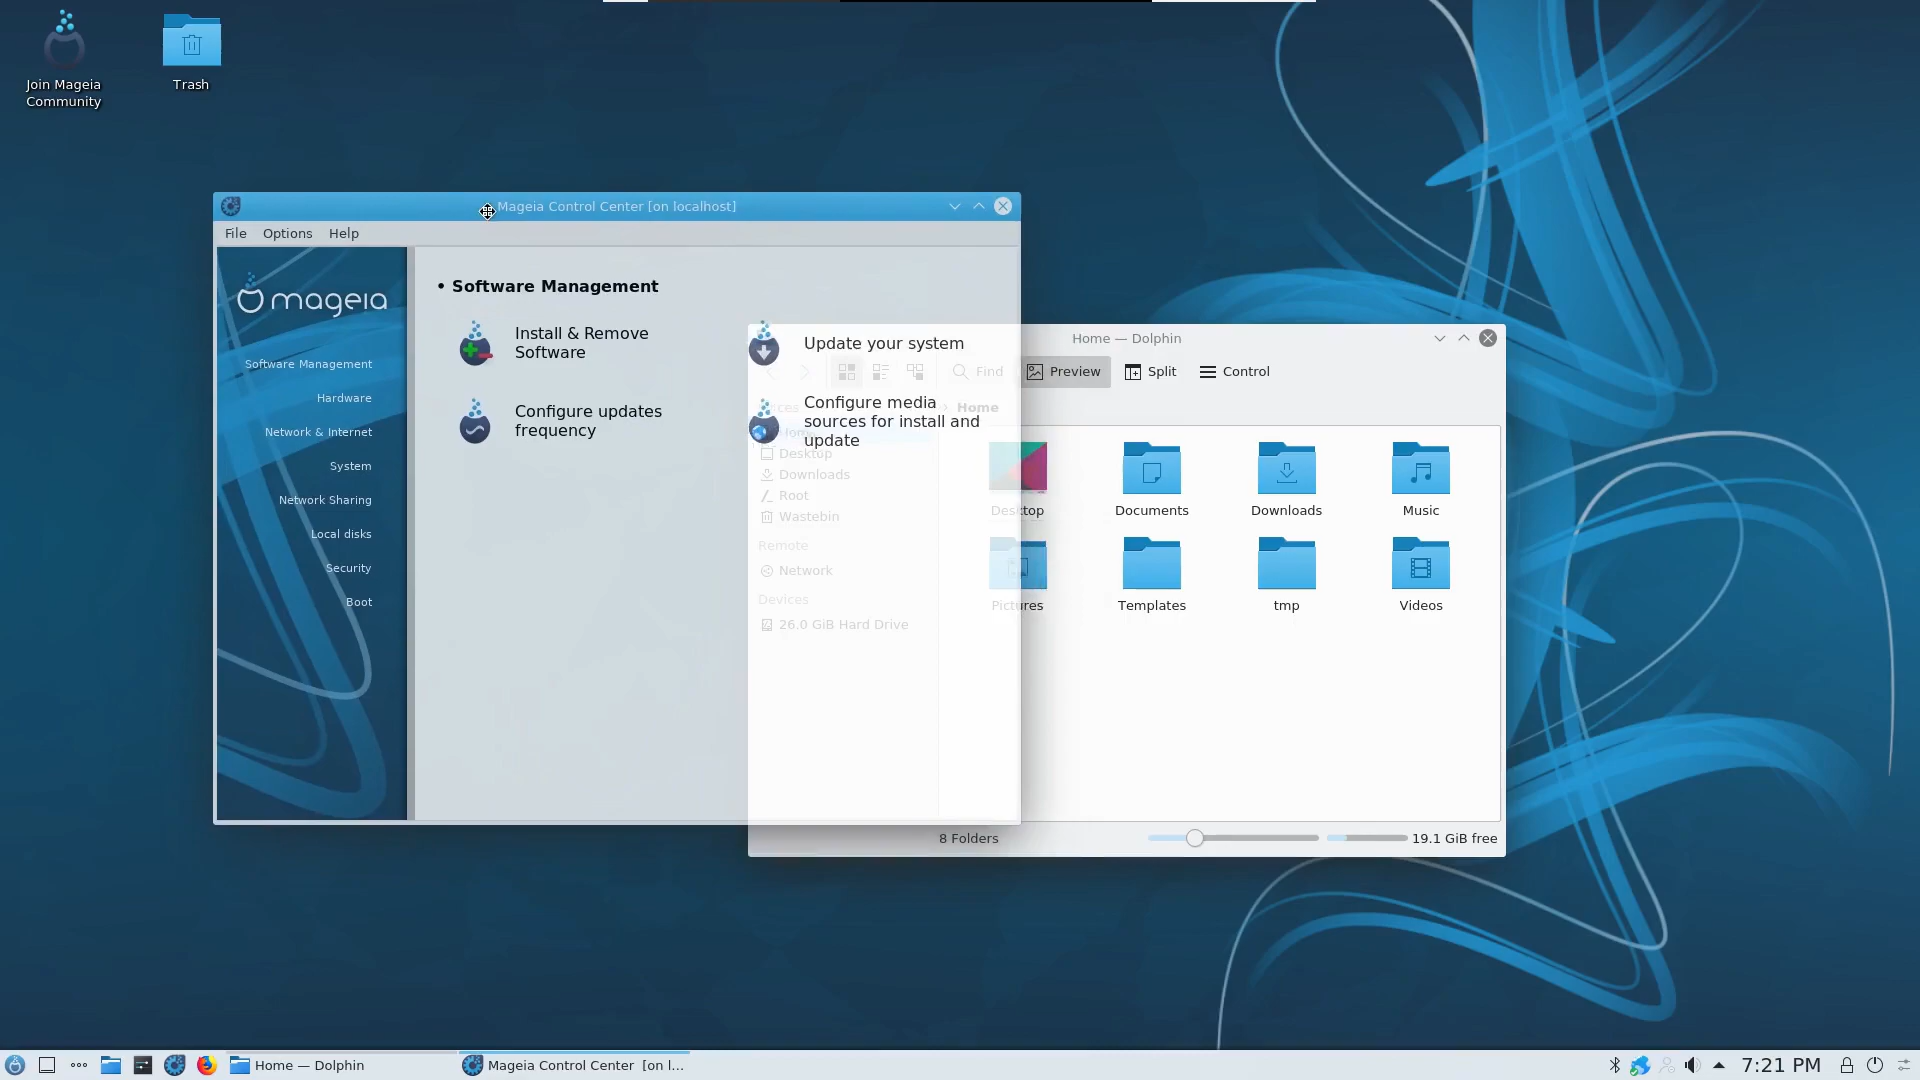 Join Mageia
Community
Trash
Mageia Control Center [on localhost]
File Options Help
mageia
Software Management
Hardware
Network & Internet
System
Network Sharing
Local disks
Security
Boot
• Software Management
Install & Remove
Software
Update your system
Configure updates
frequency
Configure media
sources for install and
update
Home — Dolphin
Find
Preview
Split
Control
Home
Desktop
Downloads
Root
Wastebin
Remote
Network
Devices
26.0 GiB Hard Drive
Desktop
Documents
Downloads
Music
Pictures
Templates
tmp
Videos
8 Folders
19.1 GiB free
Home — Dolphin
Mageia Control Center [on l...
7:21 PM